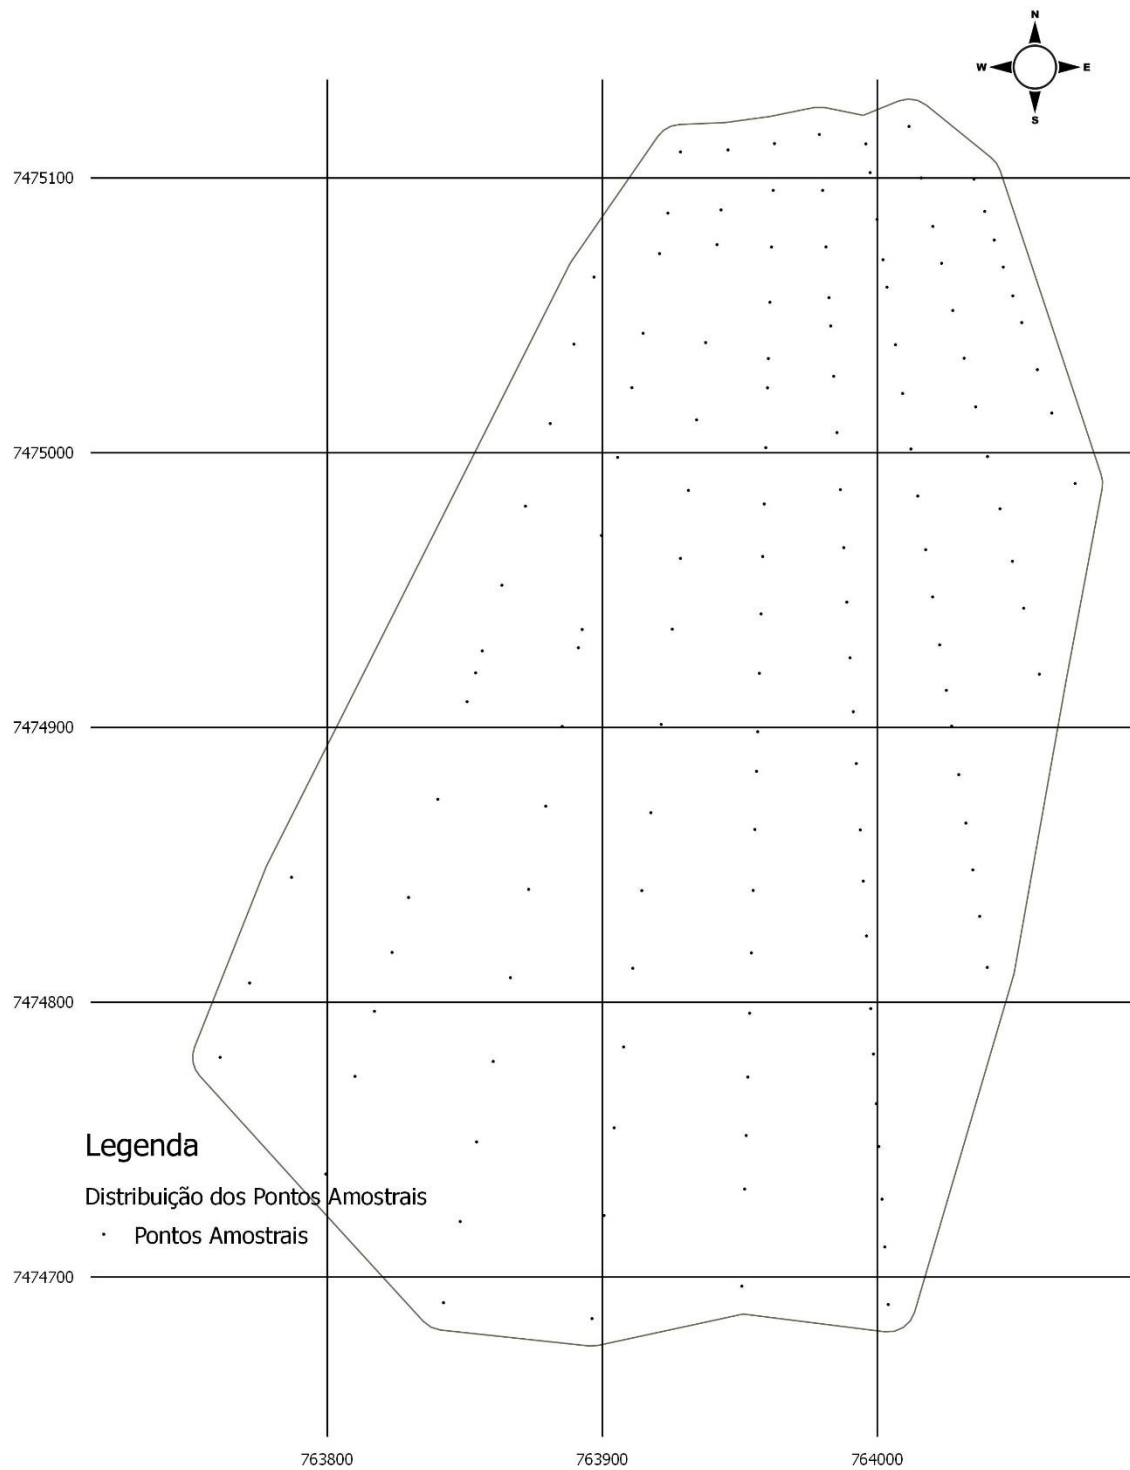 N
W E
S
7475100
7475000
7474900
7474800
Legenda
Distribuição dos Pontos Amostrais
Pontos Amostrais
7474700
763800 763900 764000